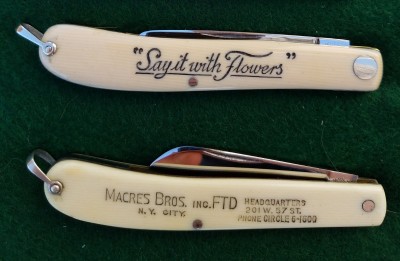 "Say it with Flowers"
MACRES BROS. INC. FTD HEADQUARTERS
N.Y. CITY. 201 W. 57 ST.
PHONE CIRCLE 6-1600